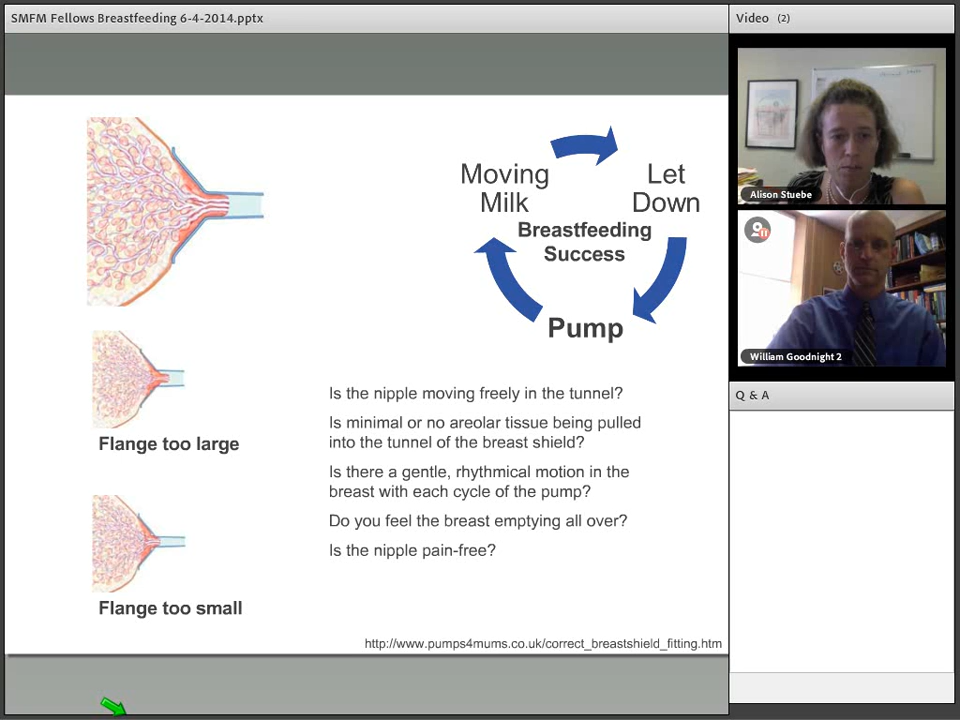 SMFM Fellows Breastfeeding 6-4-2014.pptx
Moving
Milk
Let
Down
Breastfeeding
Success
Pump
Flange too large
Flange too small
Is the nipple moving freely in the tunnel?
Is minimal or no areolar tissue being pulled
into the tunnel of the breast shield?
Is there a gentle, rhythmical motion in the
breast with each cycle of the pump?
Do you feel the breast emptying all over?
Is the nipple pain-free?
http://www.pumps4mums.co.uk/correct_breastshield_fitting.htm
Video (2)
Alison Stuebe
William Goodnight 2
Q & A